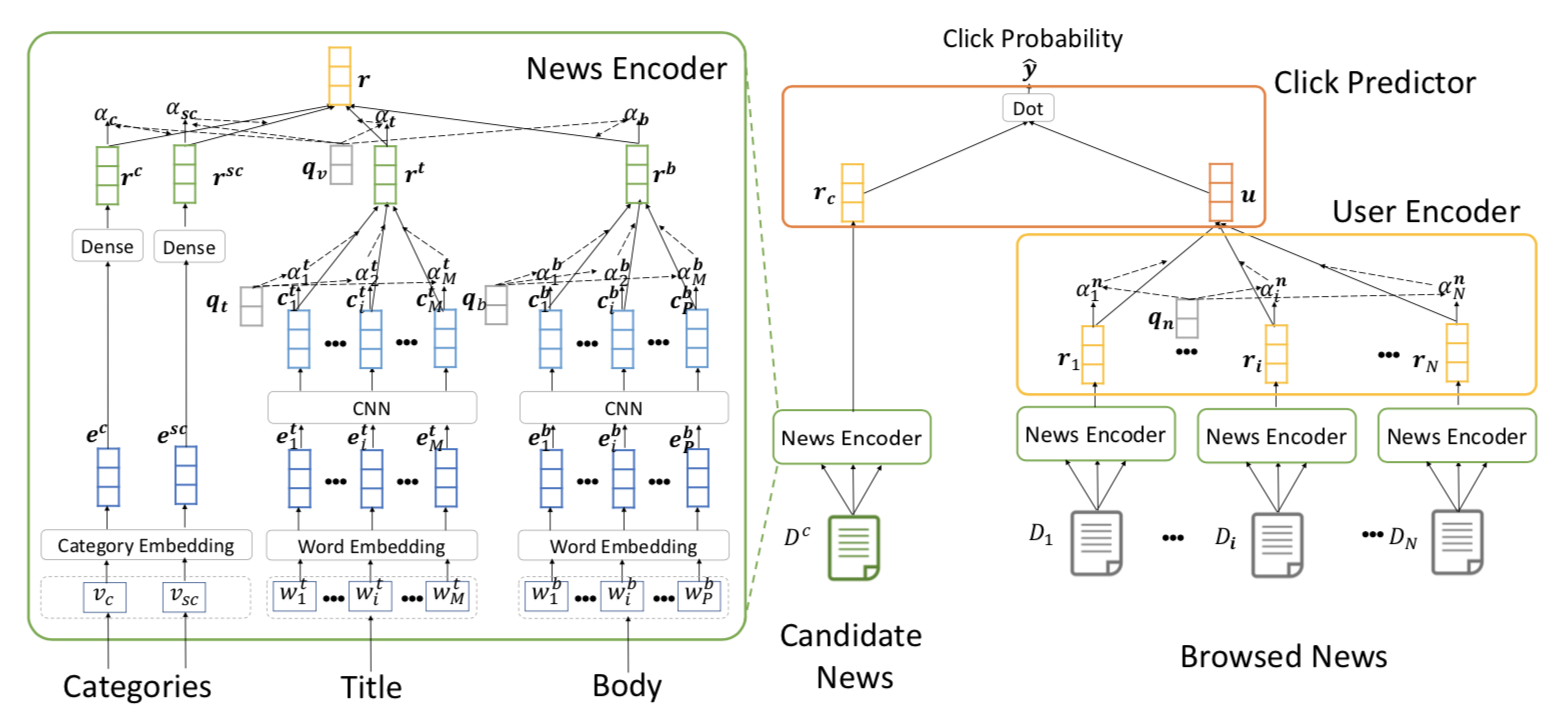 News Encoder
r
α_c
α_sc
α_t
α_b
r^c
r^sc
q_v
r^t
r^b
Dense
Dense
α_1^t
α_2^t
α_M^t
α_1^b
α_2^b
α_M^b
q_t
c_1^t
c_i^t
c_M^t
q_b
c_1^b
c_i^b
c_P^b
••• •••
••• •••
CNN
CNN
e^c
e^sc
e_1^t
e_i^t
e_M^t
e_1^b
e_i^b
e_P^b
••• •••
••• •••
Category Embedding
Word Embedding
Word Embedding
v_c
v_sc
w_1^t ••• w_i^t ••• w_M^t
w_1^b ••• w_i^b ••• w_P^b
Categories
Title
Body
Click Probability
ŷ
Click Predictor
Dot
r_c
u
User Encoder
α_1^n
α_i^n
α_N^n
q_n
r_1
•••
r_i
•••
r_N
News Encoder
News Encoder
News Encoder
News Encoder
D^c
D_1
•••
D_i
•••
D_N
Candidate
News
Browsed News